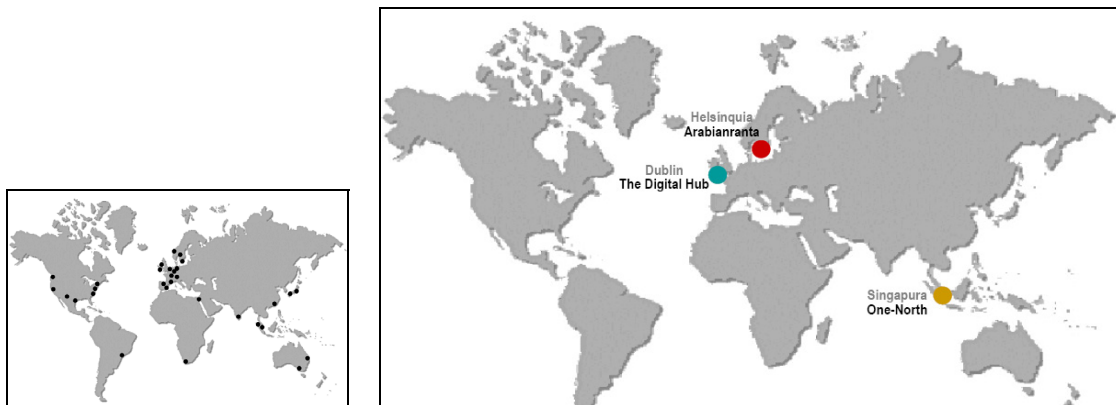 Helsinquia
Arabianranta
Dublin
The Digital Hub
Singapura
One-North